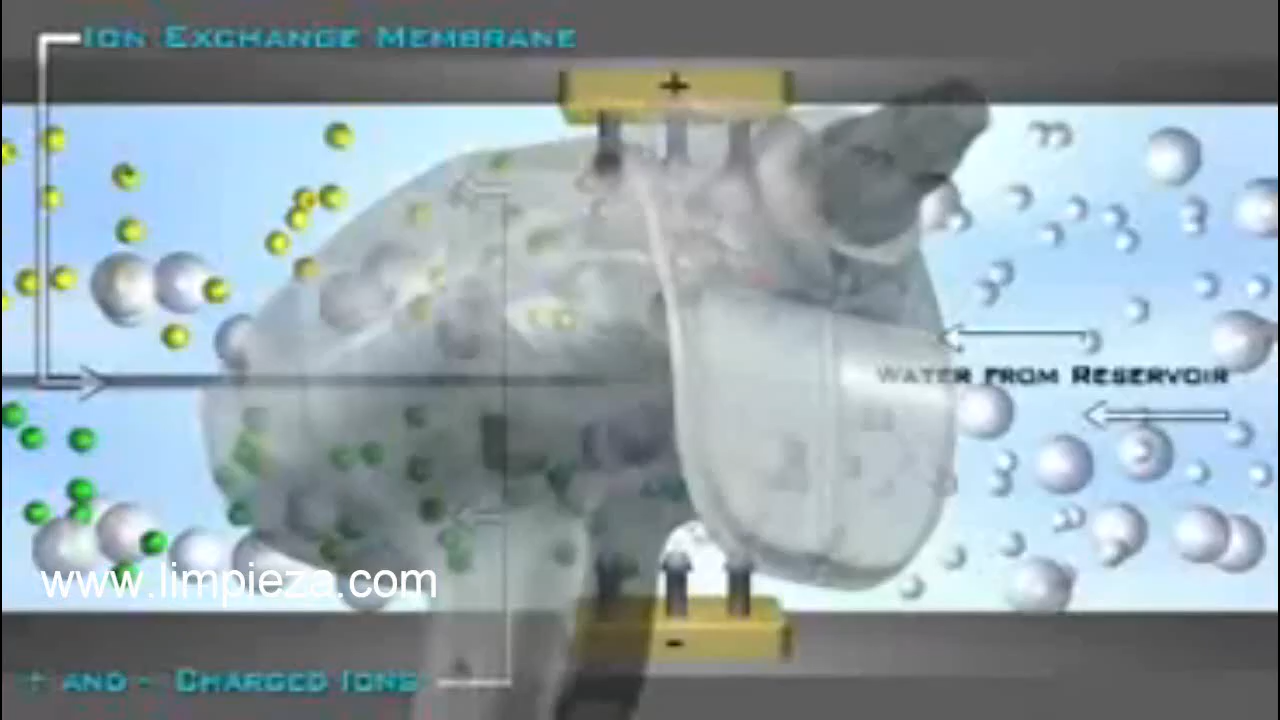 ION EXCHANGE MEMBRANE
+
WATER FROM RESERVOIR
www.limpieza.com
-
+ AND - CHARGED IONS